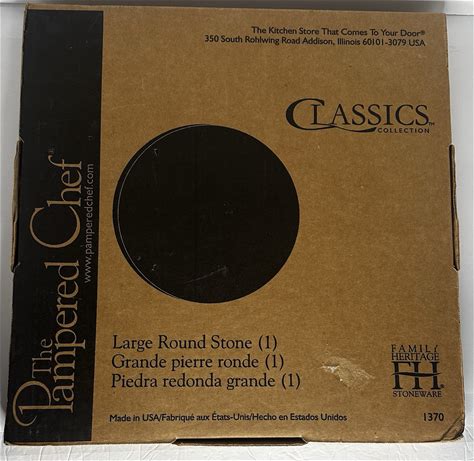 The Kitchen Store That Comes To Your Door®
350 South Rohlwing Road Addison, Illinois 60101-3079 USA
The
Pampered Chef®
www.pamperedchef.com
CLASSICS™
COLLECTION
Large Round Stone (1)
Grande pierre ronde (1)
Piedra redonda grande (1)
FAMILY
HERITAGE
FH®
STONEWARE
Made in USA/Fabriqué aux États-Unis/Hecho en Estados Unidos
1370